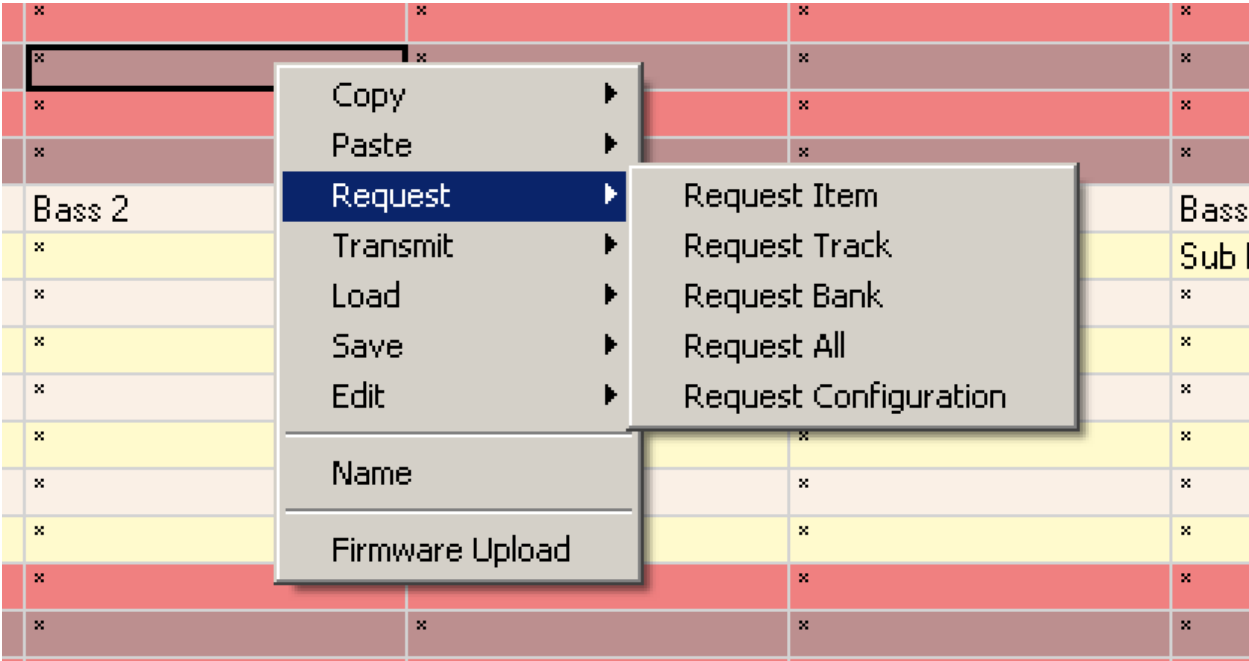 × × × ×
× × × ×
× × ×
× ×
Bass 2 Bass
× Sub
× ×
× ×
× ×
× × ×
× × ×
× × ×
× × ×
× × × ×
Copy
Paste
Request
Transmit
Load
Save
Edit
Name
Firmware Upload
Request Item
Request Track
Request Bank
Request All
Request Configuration